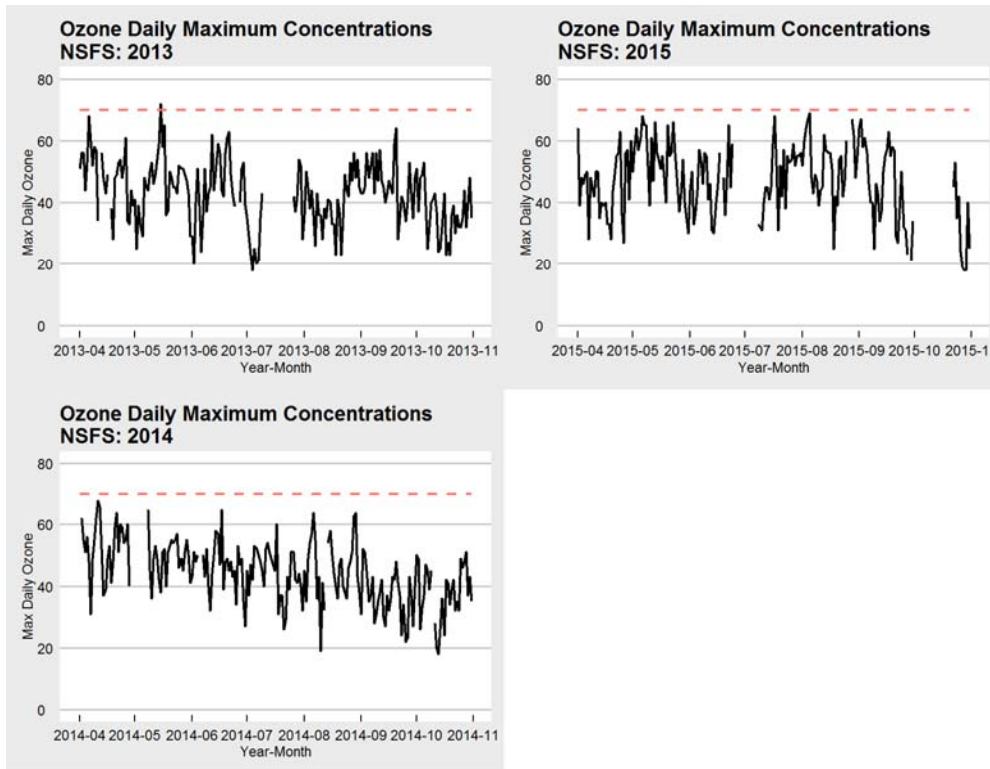 Ozone Daily Maximum Concentrations
NSFS: 2013
80
60
40
20
0
Max Daily Ozone
2013-04 2013-05 2013-06 2013-07 2013-08 2013-09 2013-10 2013-11
Year-Month
Ozone Daily Maximum Concentrations
NSFS: 2015
80
60
40
20
0
Max Daily Ozone
2015-04 2015-05 2015-06 2015-07 2015-08 2015-09 2015-10 2015-1
Year-Month
Ozone Daily Maximum Concentrations
NSFS: 2014
80
60
40
20
0
Max Daily Ozone
2014-04 2014-05 2014-06 2014-07 2014-08 2014-09 2014-10 2014-11
Year-Month